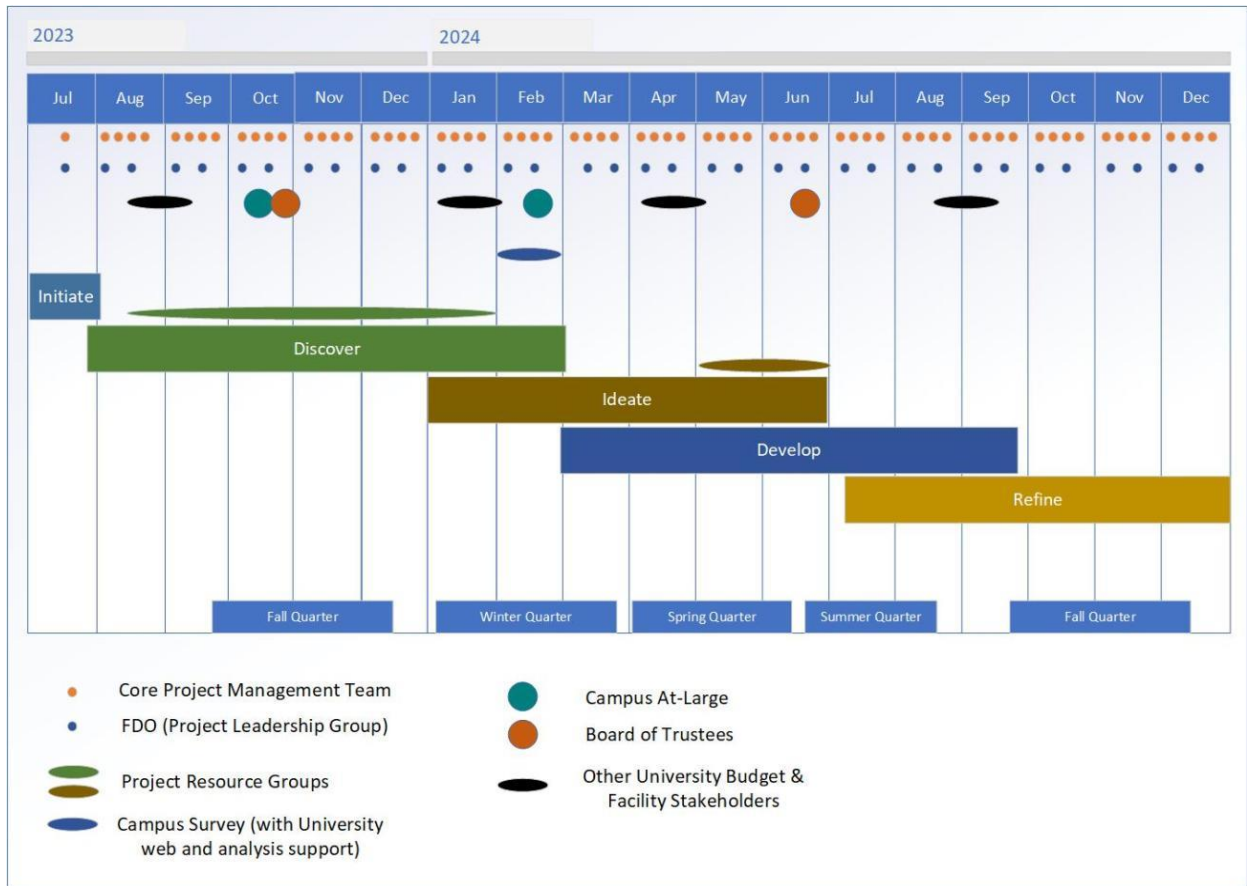 2023 2024
Jul Aug Sep Oct Nov Dec Jan Feb Mar Apr May Jun Jul Aug Sep Oct Nov Dec
Initiate
Discover
Ideate
Develop
Refine
Fall Quarter Winter Quarter Spring Quarter Summer Quarter Fall Quarter
Core Project Management Team
FDO (Project Leadership Group)
Project Resource Groups
Campus Survey (with University
web and analysis support)
Campus At-Large
Board of Trustees
Other University Budget &
Facility Stakeholders